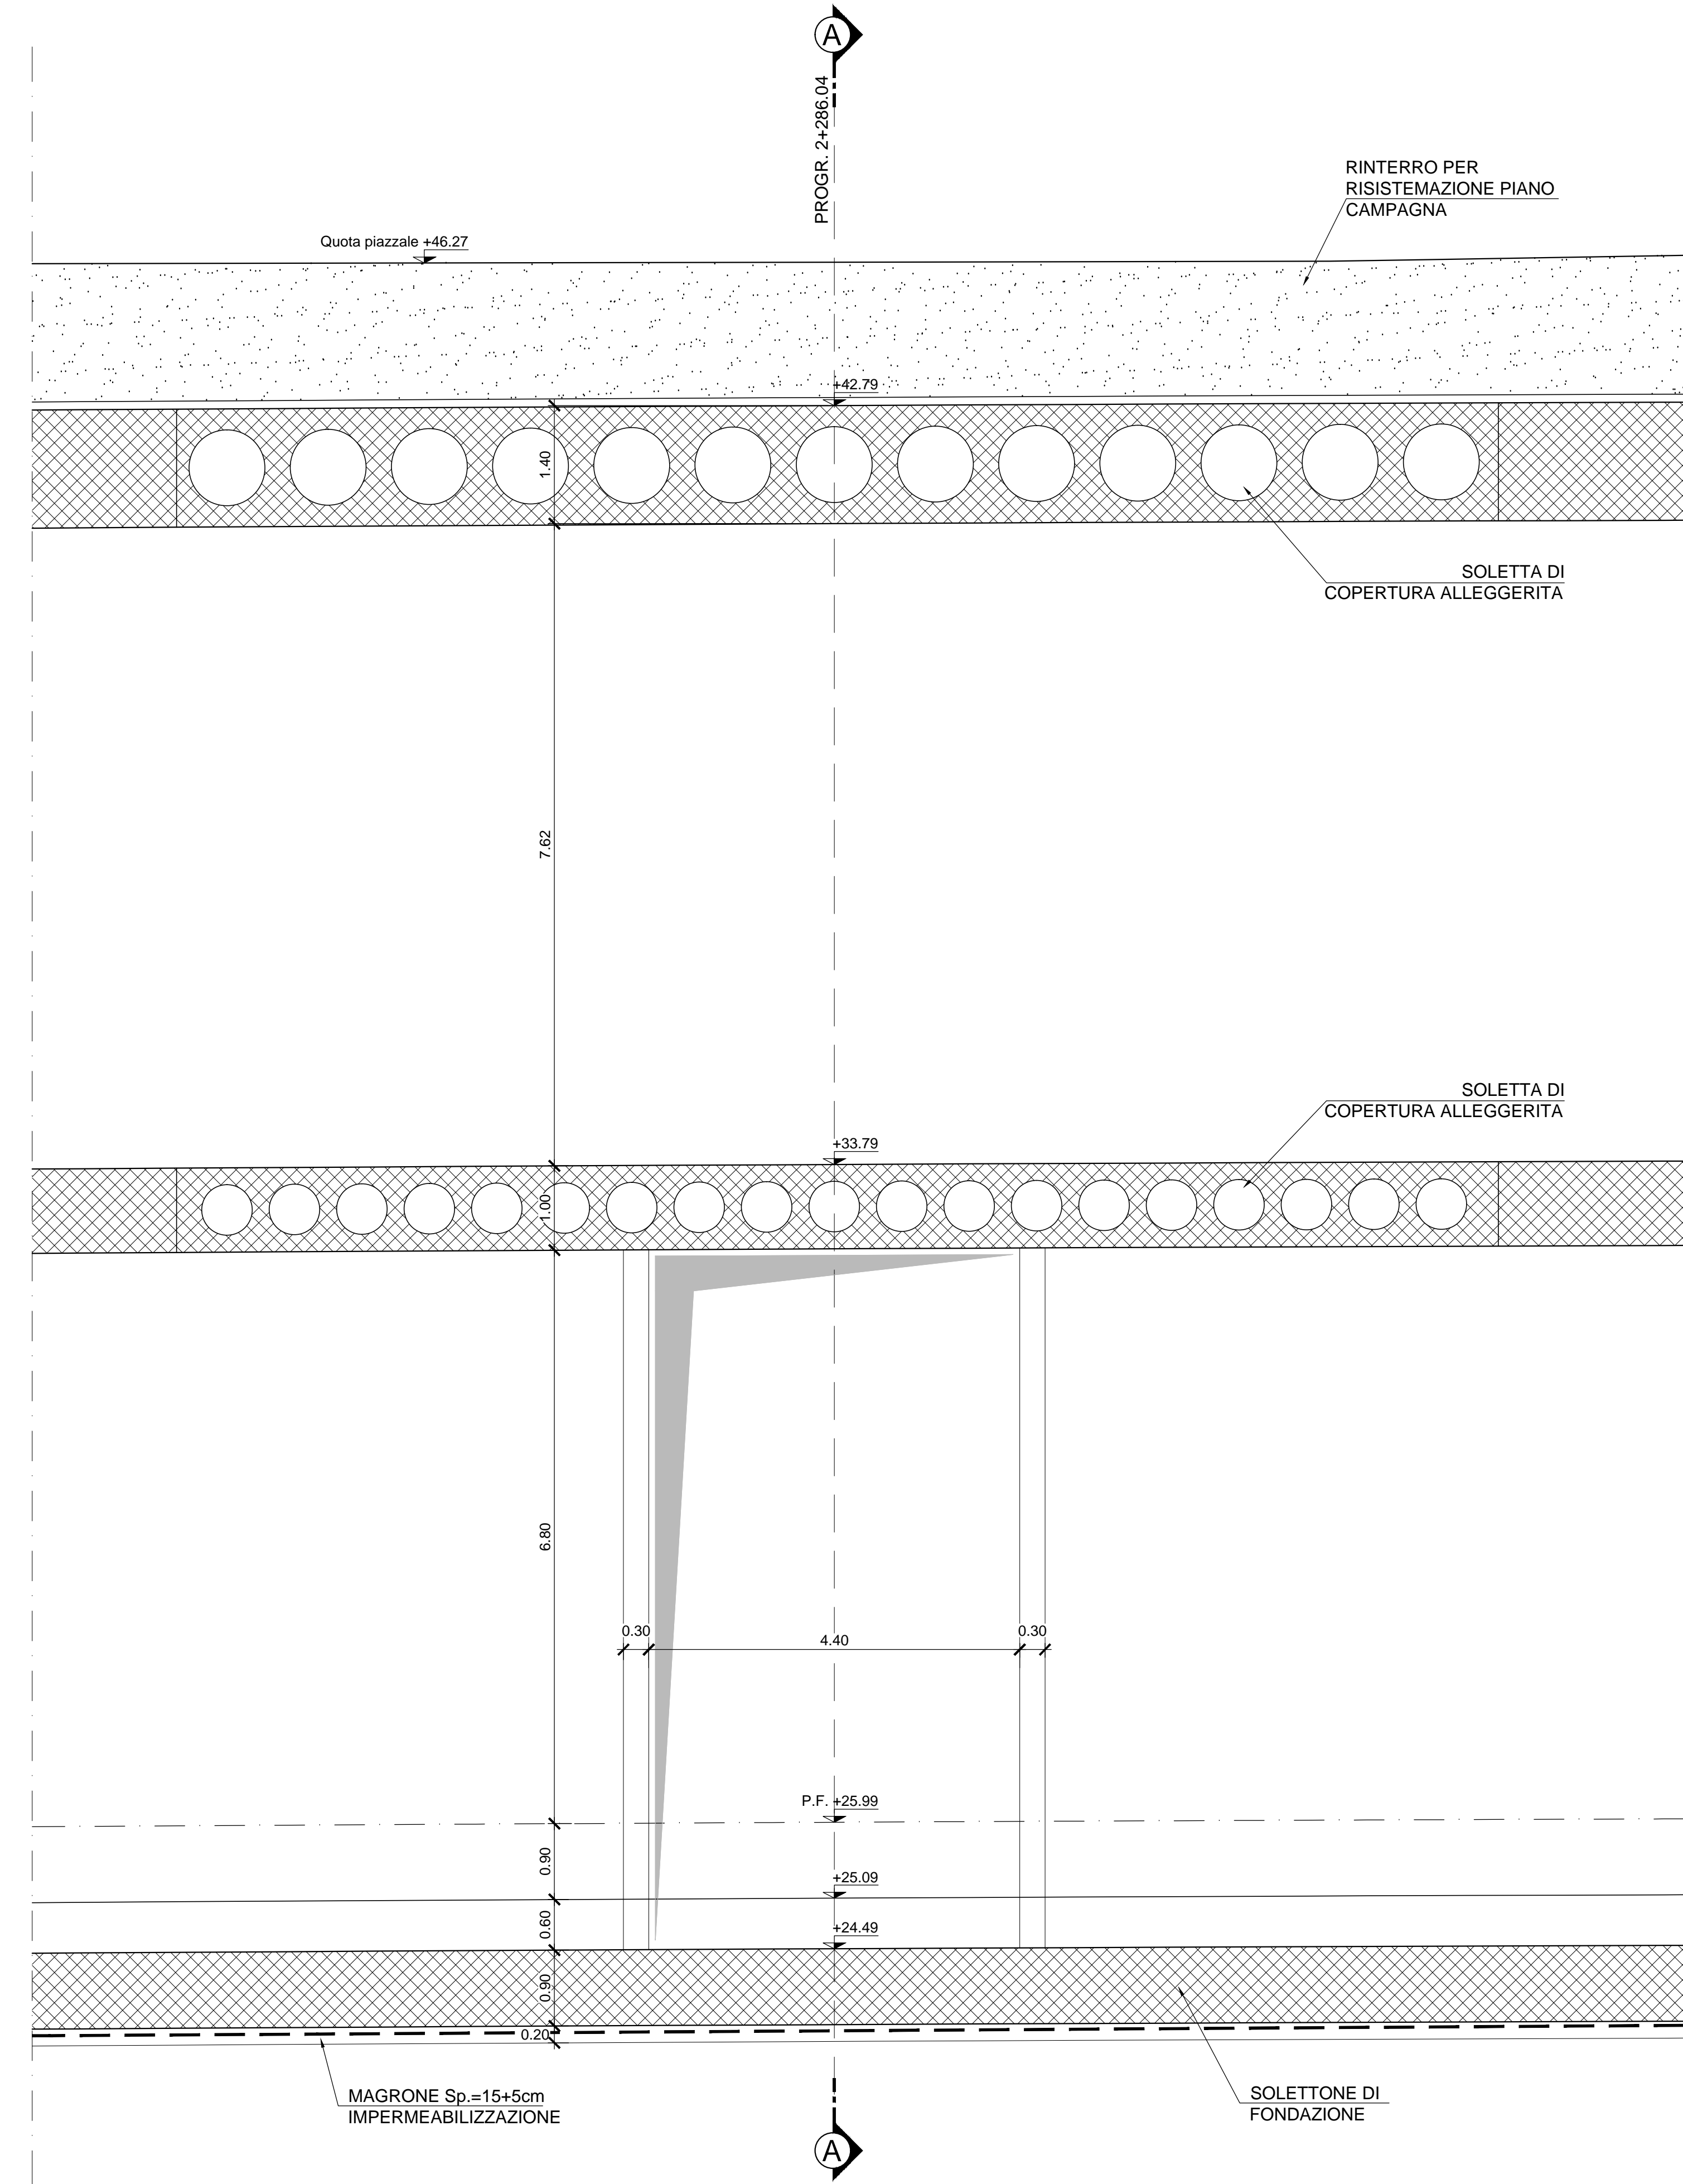 A
PROGR. 2+286.04
RINTERRO PER
RISISTEMAZIONE PIANO
CAMPAGNA
Quota piazzale +46.27
+42.79
1.40
SOLETTA DI
COPERTURA ALLEGGERITA
7.62
SOLETTA DI
COPERTURA ALLEGGERITA
+33.79
1.00
6.80
0.30
4.40
0.30
P.F. +25.99
0.90
+25.09
0.60
+24.49
0.90
0.20
MAGRONE Sp.=15+5cm
IMPERMEABILIZZAZIONE
SOLETTONE DI
FONDAZIONE
A